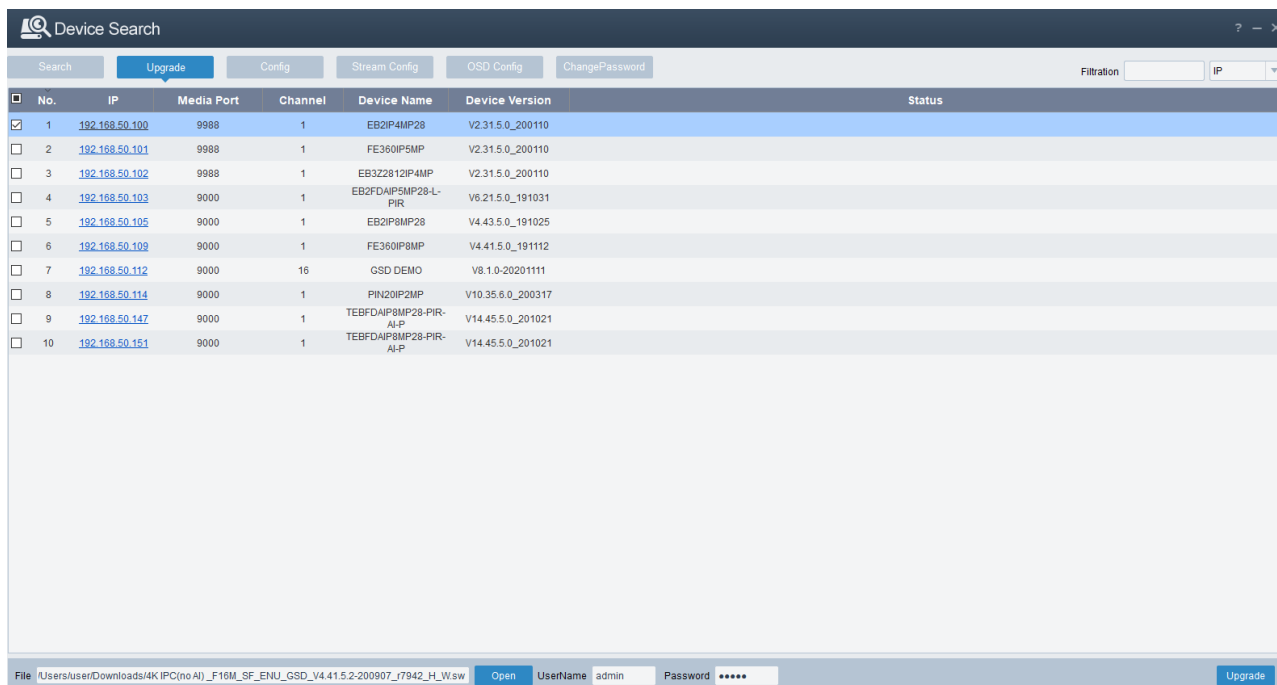 Device Search
? – ×
Search Upgrade Config Stream Config OSD Config ChangePassword
Filtration IP
No. IP Media Port Channel Device Name Device Version Status
1 192.168.50.100 9988 1 EB2IP4MP28 V2.31.5.0_200110
2 192.168.50.101 9988 1 FE360IP5MP V2.31.5.0_200110
3 192.168.50.102 9988 1 EB3Z2812IP4MP V2.31.5.0_200110
4 192.168.50.103 9000 1 EB2FDAIP5MP28-L-PIR V6.21.5.0_191031
5 192.168.50.105 9000 1 EB2IP8MP28 V4.43.5.0_191025
6 192.168.50.109 9000 1 FE360IP8MP V4.41.5.0_191112
7 192.168.50.112 9000 16 GSD DEMO V8.1.0-20201111
8 192.168.50.114 9000 1 PIN20IP2MP V10.35.6.0_200317
9 192.168.50.147 9000 1 TEBFDAIP8MP28-PIR-AI-P V14.45.5.0_201021
10 192.168.50.151 9000 1 TEBFDAIP8MP28-PIR-AI-P V14.45.5.0_201021
File /Users/user/Downloads/4K IPC(no AI) _F16M_SF_ENU_GSD_V4.41.5.2-200907_r7942_H_W.sw Open UserName admin Password ●●●●● Upgrade